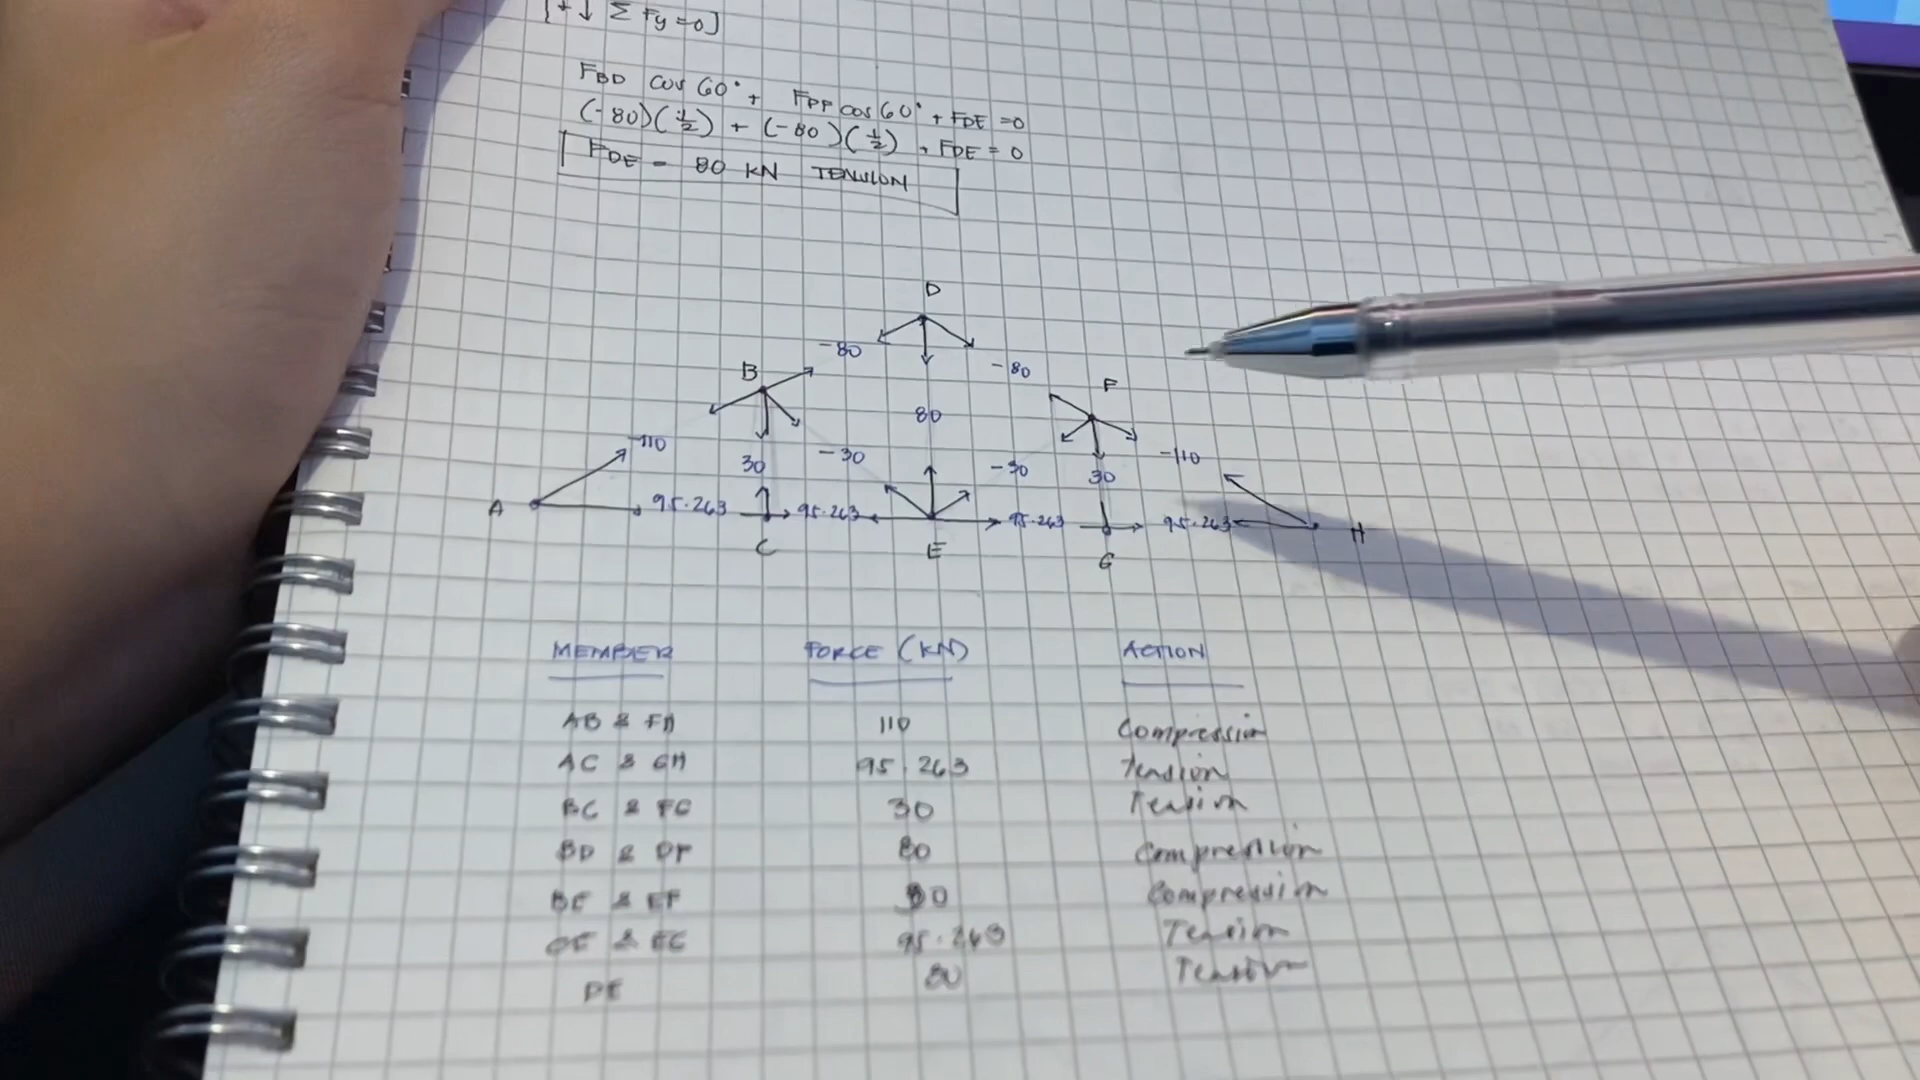 [+↓ Σ Fy = 0]
FBD cos 60° + FDF cos 60° + FDE = 0
(-80)(1/2) + (-80)(1/2) + FDE = 0
FDE = 80 KN TENSION
D
-80
-80
B
F
80
-110
30
-30
-30
30
-110
A
95.263
95.263
95.263
95.263
H
C
E
G
MEMBER FORCE (KN) ACTION
AB & FH 110 Compression
AC & GH 95.263 Tension
BC & FG 30 Tension
BD & DF 80 Compression
BE & EF 30 Compression
CE & EG 95.263 Tension
DE 80 Tension